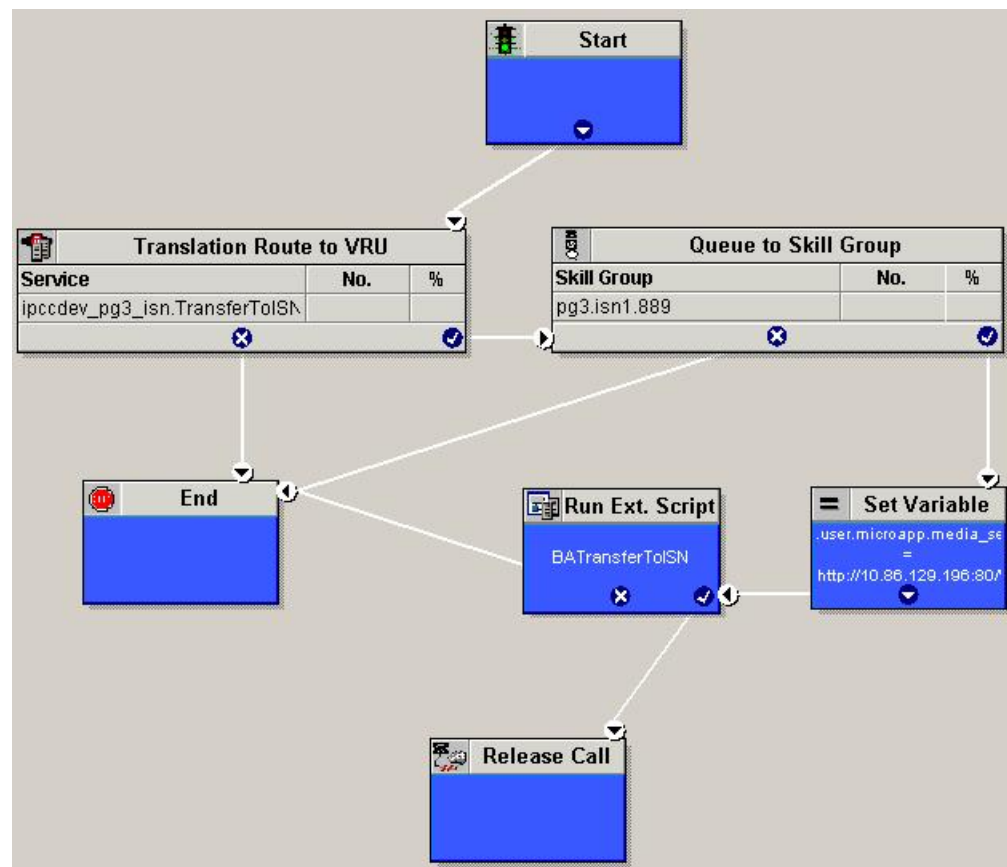 Start
Translation Route to VRU
Service No. %
ipccdev_pg3_isn.TransferToISN
Queue to Skill Group
Skill Group No. %
pg3.isn1.889
End
Run Ext. Script
BATransferToISN
Set Variable
.user.microapp.media_se
=
http://10.86.129.196:80/
Release Call